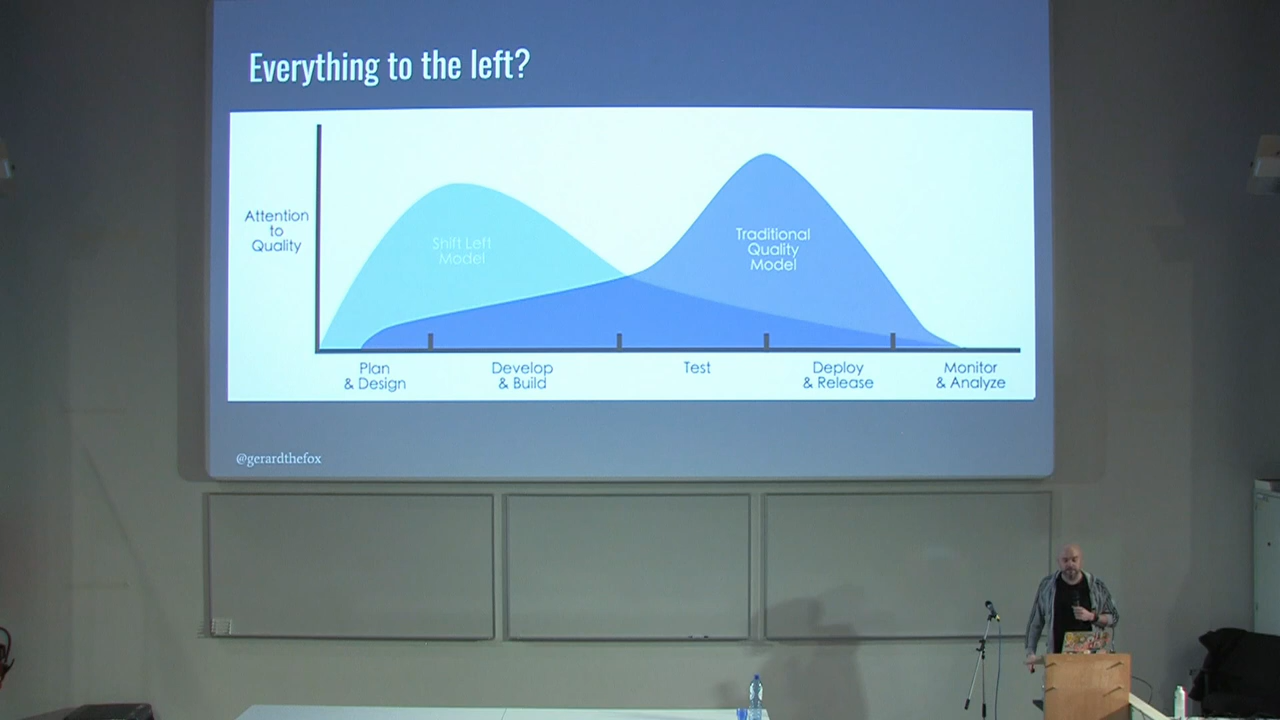 Everything to the left?
Attention
to
Quality
Shift Left
Model
Traditional
Quality
Model
Plan
& Design
Develop
& Build
Test
Deploy
& Release
Monitor
& Analyze
@gerardthefox